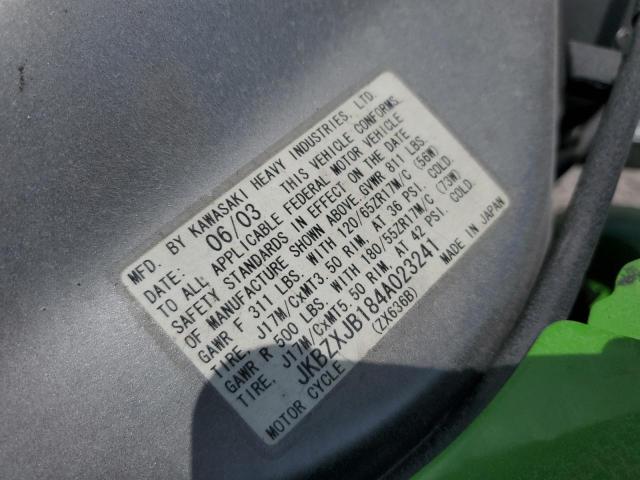 MFD. BY KAWASAKI HEAVY INDUSTRIES, LTD.
DATE: 06/03 THIS VEHICLE CONFORMS
TO ALL APPLICABLE FEDERAL MOTOR VEHICLE
SAFETY STANDARDS IN EFFECT ON THE DATE
OF MANUFACTURE SHOWN ABOVE. GVWR 811 LBS.
GAWR F 311 LBS. WITH 120/65ZR17M/C (56W)
TIRE, J17M/CxMT3.50 RIM. AT 36 PSI. COLD.
GAWR R 500 LBS. WITH 180/55ZR17M/C (73W)
TIRE, J17M/CxMT5.50 RIM. AT 42 PSI. COLD.
JKBZXJB184A023241
MOTOR CYCLE (ZX636B) MADE IN JAPAN